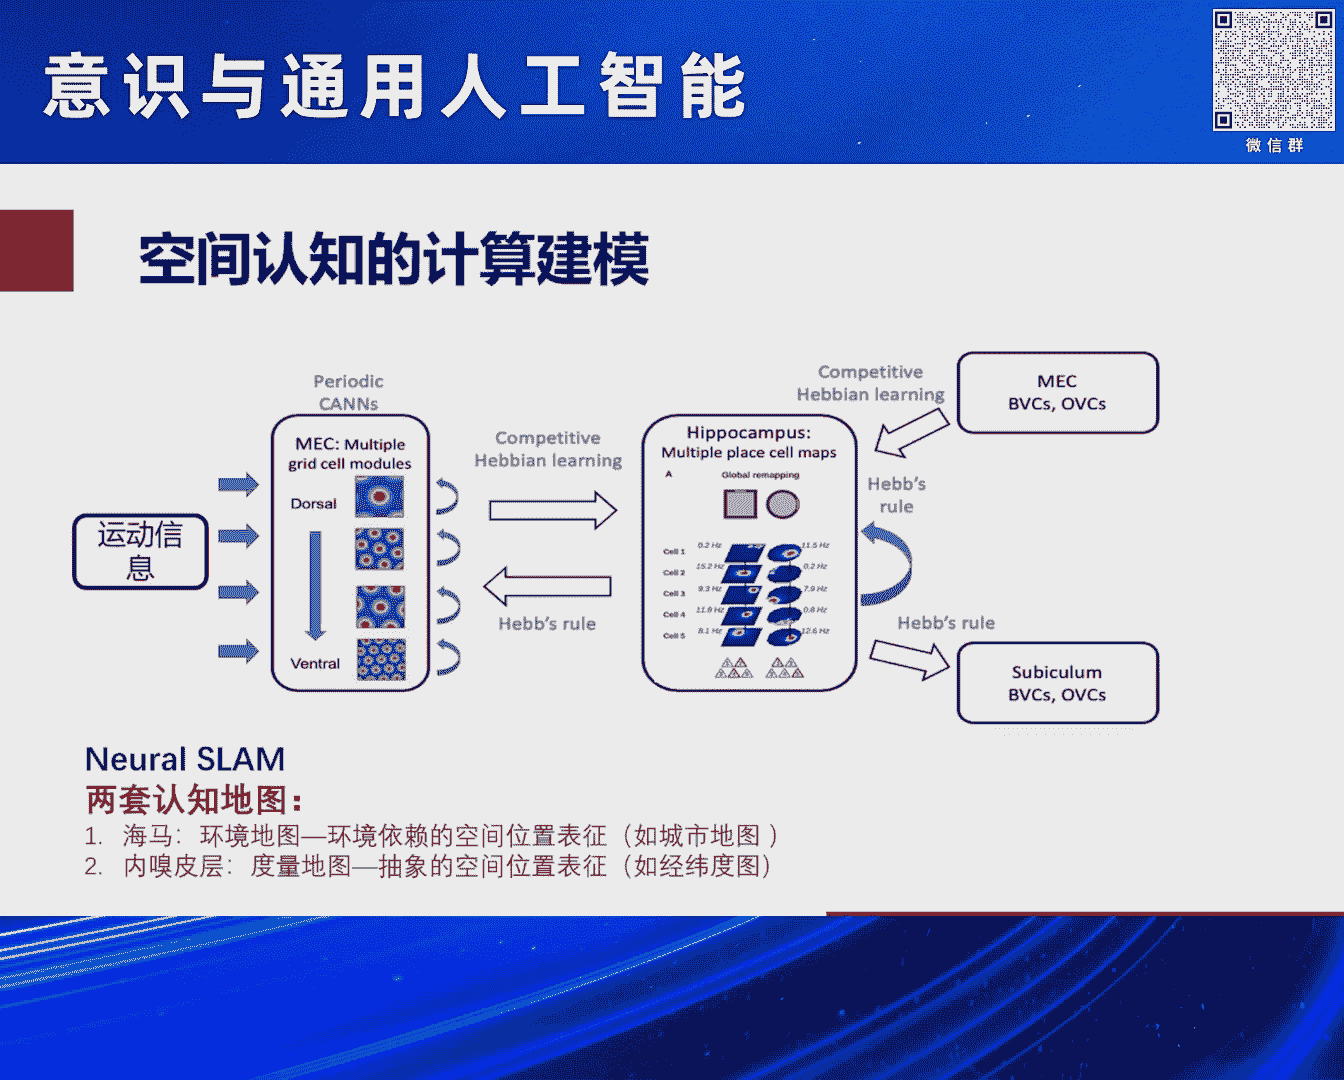 意识与通用人工智能
微信群
空间认知的计算建模
Periodic
CANNs
MEC: Multiple
grid cell modules
Dorsal
Ventral
运动信
息
Competitive
Hebbian learning
Hebb's rule
Hippocampus:
Multiple place cell maps
A Global remapping
Cell 1 0.2 Hz 11.5 Hz
Cell 2 15.2 Hz 0.2 Hz
Cell 3 9.3 Hz 7.9 Hz
Cell 4 11.8 Hz 0.8 Hz
Cell 5 8.1 Hz 12.6 Hz
Competitive
Hebbian learning
MEC
BVCs, OVCs
Hebb's
rule
Hebb's rule
Subiculum
BVCs, OVCs
Neural SLAM
两套认知地图：
1. 海马：环境地图—环境依赖的空间位置表征（如城市地图 ）
2. 内嗅皮层：度量地图—抽象的空间位置表征（如经纬度图）